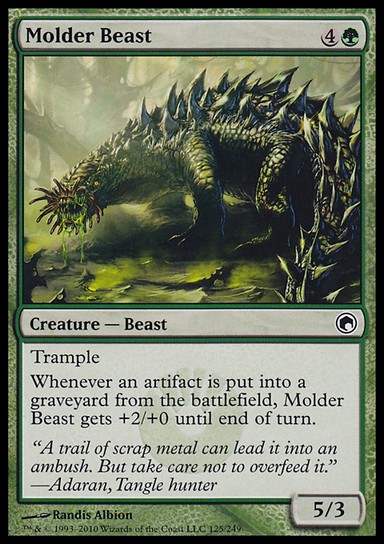 Molder Beast 4
Creature — Beast
Trample
Whenever an artifact is put into a
graveyard from the battlefield, Molder
Beast gets +2/+0 until end of turn.
“A trail of scrap metal can lead it into an
ambush. But take care not to overfeed it.”
—Adaran, Tangle hunter
5/3
Randis Albion
™ & © 1993–2010 Wizards of the Coast LLC 125/249